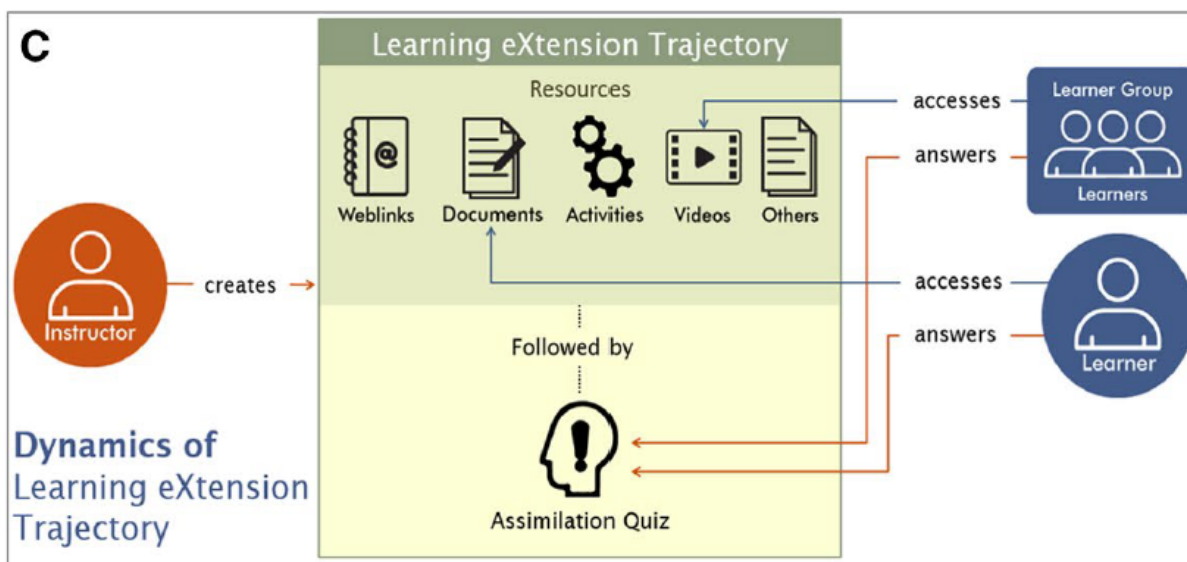 C
Learning eXtension Trajectory
Resources
@
Weblinks
Documents
Activities
Videos
Others
accesses
answers
Learner Group
Learners
Instructor
creates
accesses
answers
Learner
Followed by
!
Assimilation Quiz
Dynamics of
Learning eXtension
Trajectory